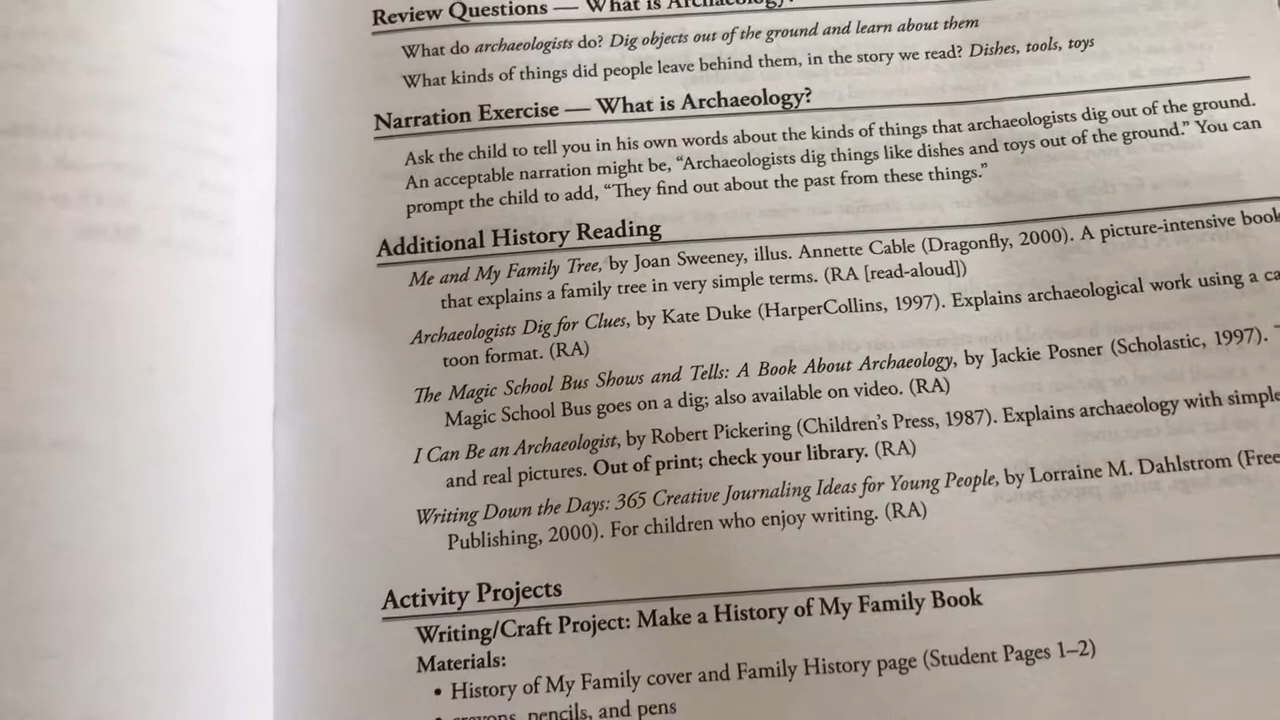 Review Questions — What is Archaeology?
What do archaeologists do? Dig objects out of the ground and learn about them
What kinds of things did people leave behind them, in the story we read? Dishes, tools, toys
Narration Exercise — What is Archaeology?
Ask the child to tell you in his own words about the kinds of things that archaeologists dig out of the ground.
An acceptable narration might be, “Archaeologists dig things like dishes and toys out of the ground.” You can
prompt the child to add, “They find out about the past from these things.”
Additional History Reading
Me and My Family Tree, by Joan Sweeney, illus. Annette Cable (Dragonfly, 2000). A picture-intensive book
that explains a family tree in very simple terms. (RA [read-aloud])
Archaeologists Dig for Clues, by Kate Duke (HarperCollins, 1997). Explains archaeological work using a ca
toon format. (RA)
The Magic School Bus Shows and Tells: A Book About Archaeology, by Jackie Posner (Scholastic, 1997).
Magic School Bus goes on a dig; also available on video. (RA)
I Can Be an Archaeologist, by Robert Pickering (Children’s Press, 1987). Explains archaeology with simple
and real pictures. Out of print; check your library. (RA)
Writing Down the Days: 365 Creative Journaling Ideas for Young People, by Lorraine M. Dahlstrom (Free
Publishing, 2000). For children who enjoy writing. (RA)
Activity Projects
Writing/Craft Project: Make a History of My Family Book
Materials:
• History of My Family cover and Family History page (Student Pages 1–2)
• crayons, pencils, and pens